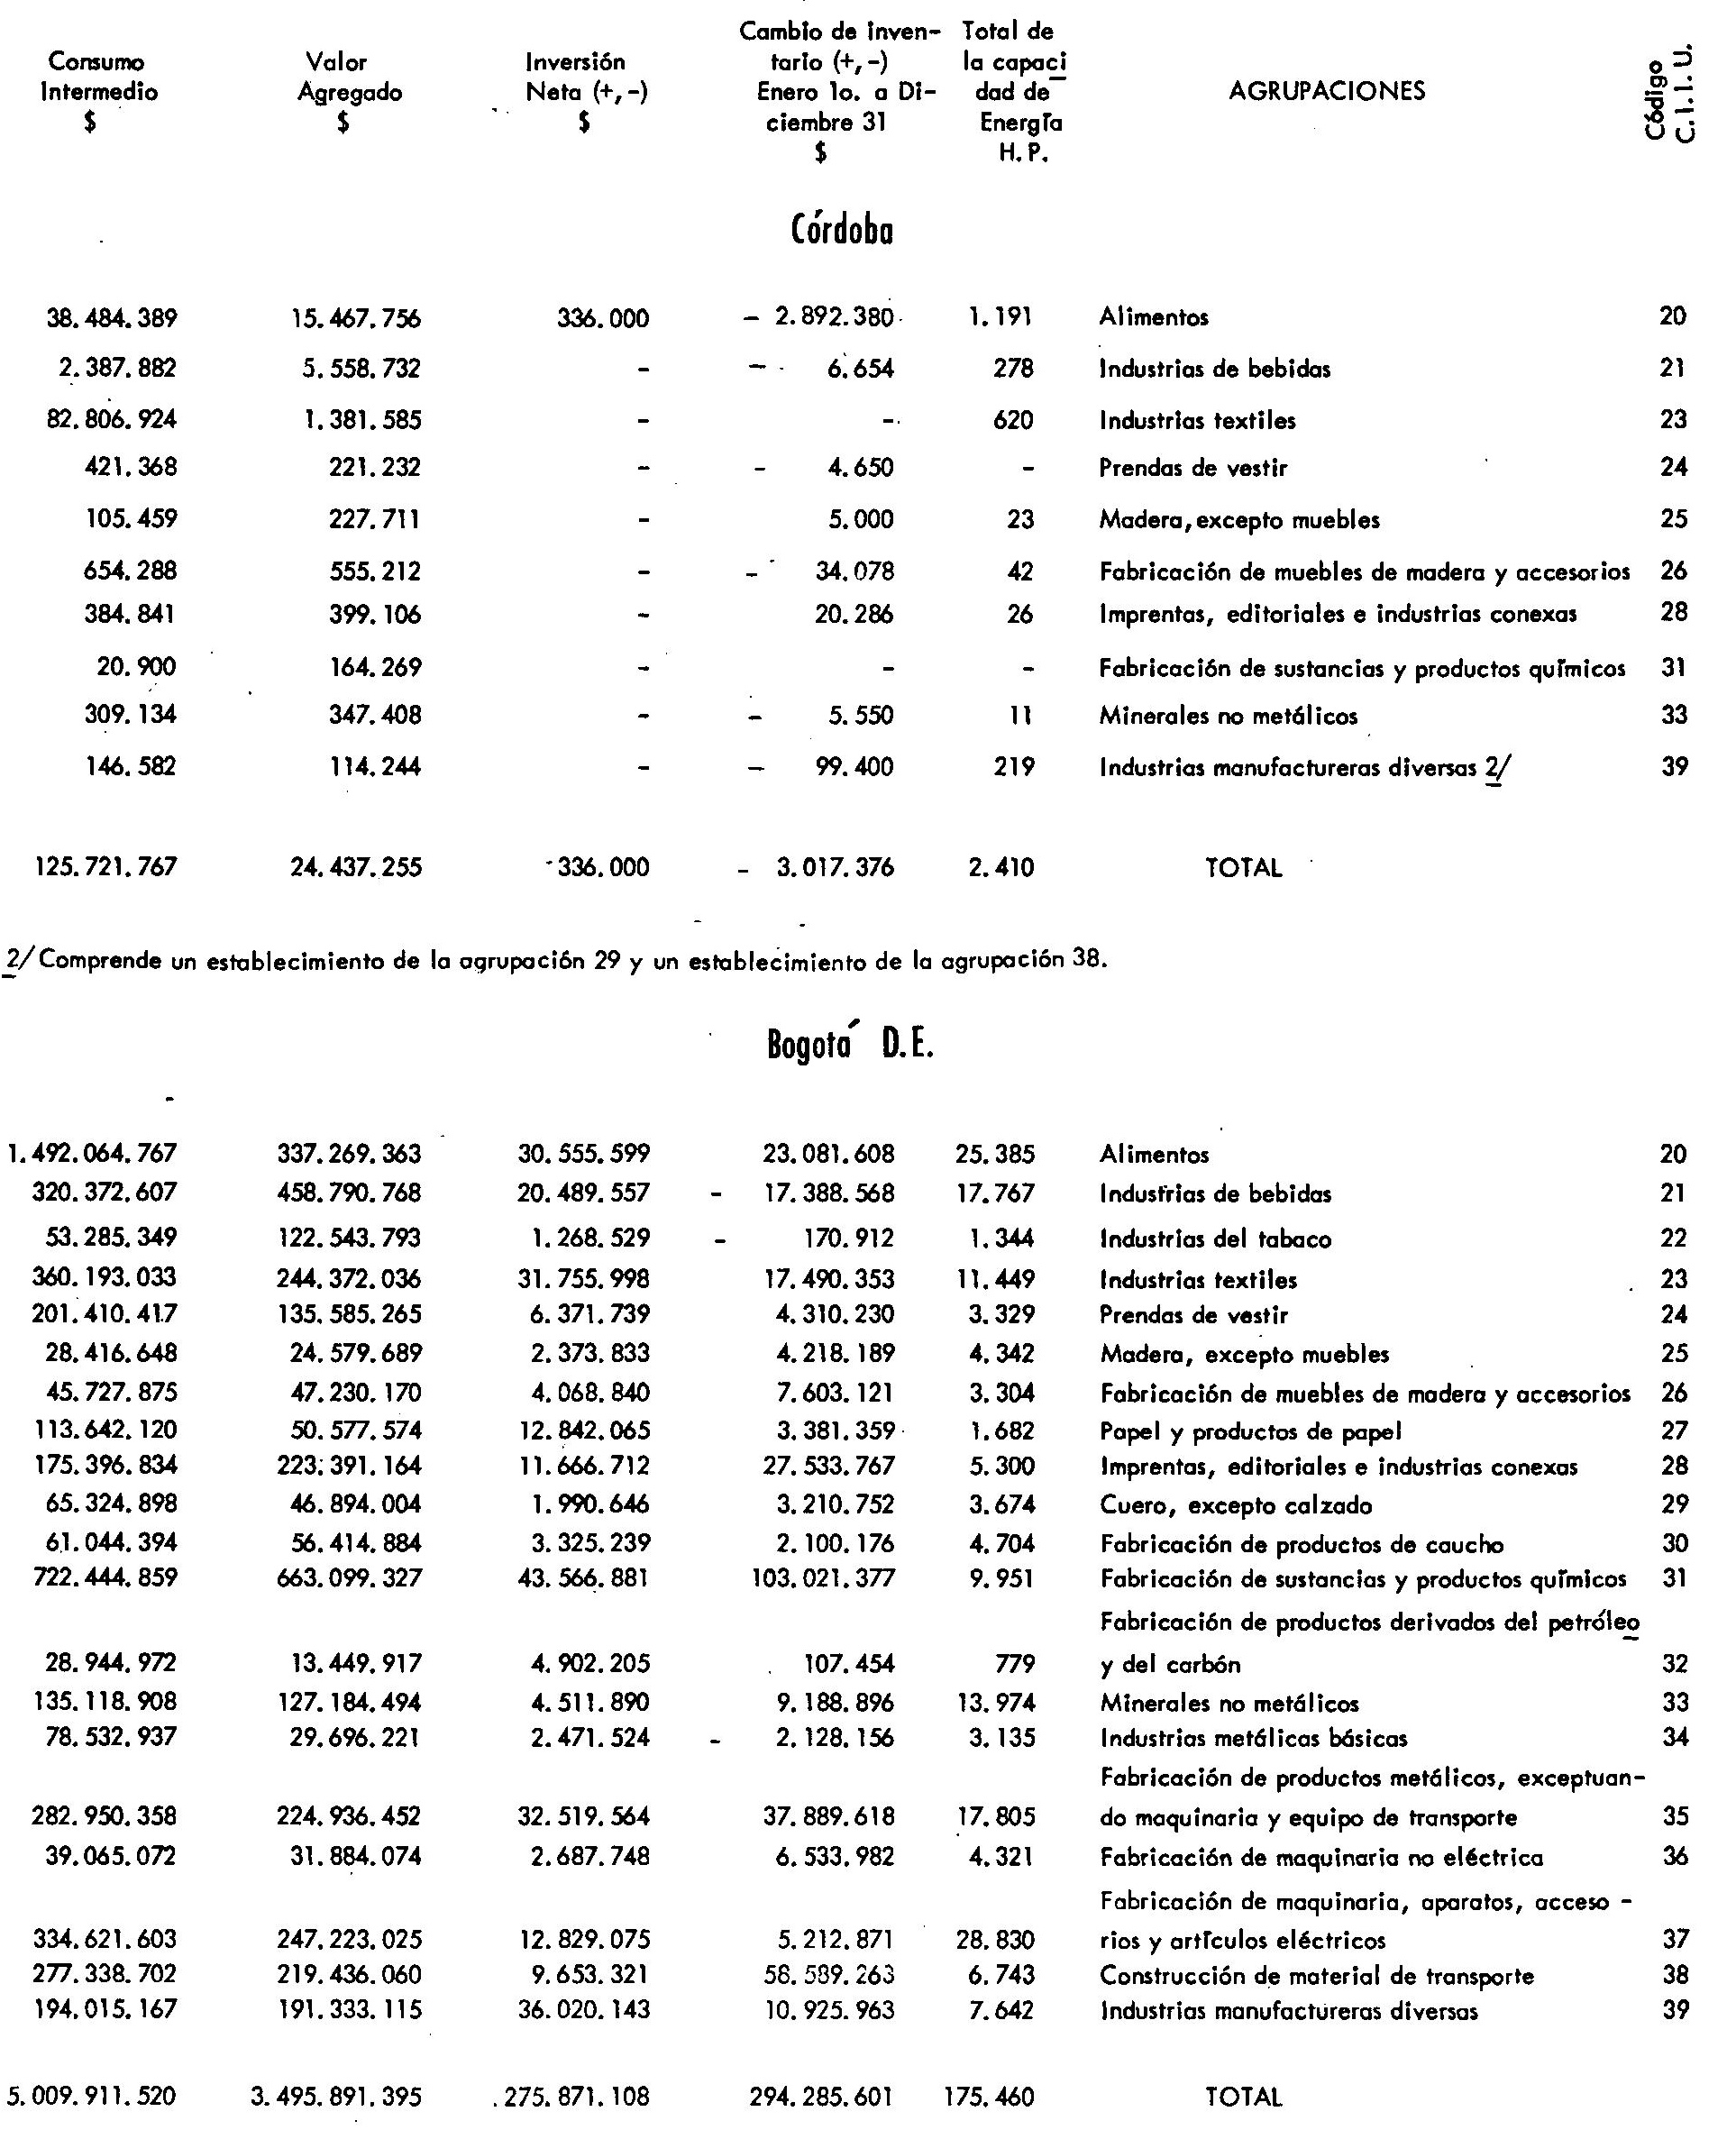 Consumo Intermedio $ Valor Agregado $ Inversión Neta (+,-) $ Cambio de inven- tario (+,-) Enero 1o. a Di- ciembre 31 $ Total de la capaci dad de Energía H.P. AGRUPACIONES Código C.I.I.U.
Córdoba
38.484.389 15.467.756 336.000 - 2.892.380 1.191 Alimentos 20
2.387.882 5.558.732 - - 6.654 278 Industrias de bebidas 21
82.806.924 1.381.585 - - 620 Industrias textiles 23
421.368 221.232 - - 4.650 - Prendas de vestir 24
105.459 227.711 - 5.000 23 Madera, excepto muebles 25
654.288 555.212 - - 34.078 42 Fabricación de muebles de madera y accesorios 26
384.841 399.106 - 20.286 26 Imprentas, editoriales e industrias conexas 28
20.900 164.269 - - - Fabricación de sustancias y productos químicos 31
309.134 347.408 - - 5.550 11 Minerales no metálicos 33
146.582 114.244 - - 99.400 219 Industrias manufactureras diversas 2/ 39
125.721.767 24.437.255 336.000 - 3.017.376 2.410 TOTAL
2/ Comprende un establecimiento de la agrupación 29 y un establecimiento de la agrupación 38.
Bogotá D.E.
1.492.064.767 337.269.363 30.555.599 23.081.608 25.385 Alimentos 20
320.372.607 458.790.768 20.489.557 - 17.388.568 17.767 Industrias de bebidas 21
53.285.349 122.543.793 1.268.529 - 170.912 1.344 Industrias del tabaco 22
360.193.033 244.372.036 31.755.998 17.490.353 11.449 Industrias textiles 23
201.410.417 135.585.265 6.371.739 4.310.230 3.329 Prendas de vestir 24
28.416.648 24.579.689 2.373.833 4.218.189 4.342 Madera, excepto muebles 25
45.727.875 47.230.170 4.068.840 7.603.121 3.304 Fabricación de muebles de madera y accesorios 26
113.642.120 50.577.574 12.842.065 3.381.359 1.682 Papel y productos de papel 27
175.396.834 223.391.164 11.666.712 27.533.767 5.300 Imprentas, editoriales e industrias conexas 28
65.324.898 46.894.004 1.990.646 3.210.752 3.674 Cuero, excepto calzado 29
61.044.394 56.414.884 3.325.239 2.100.176 4.704 Fabricación de productos de caucho 30
722.444.859 663.099.327 43.566.881 103.021.377 9.951 Fabricación de sustancias y productos químicos 31
Fabricación de productos derivados del petróleo
28.944.972 13.449.917 4.902.205 107.454 779 y del carbón 32
135.118.908 127.184.494 4.511.890 9.188.896 13.974 Minerales no metálicos 33
78.532.937 29.696.221 2.471.524 - 2.128.156 3.135 Industrias metálicas básicas 34
Fabricación de productos metálicos, exceptuan-
282.950.358 224.936.452 32.519.564 37.889.618 17.805 do maquinaria y equipo de transporte 35
39.065.072 31.884.074 2.687.748 6.533.982 4.321 Fabricación de maquinaria no eléctrica 36
Fabricación de maquinaria, aparatos, acceso -
334.621.603 247.223.025 12.829.075 5.212.871 28.830 rios y artículos eléctricos 37
277.338.702 219.436.060 9.653.321 6.743 Construcción de material de transporte 38
194.015.167 191.333.115 36.020.143 10.925.963 7.642 Industrias manufactureras diversas 39
5.009.911.520 3.495.891.395 275.871.108 294.285.601 175.460 TOTAL